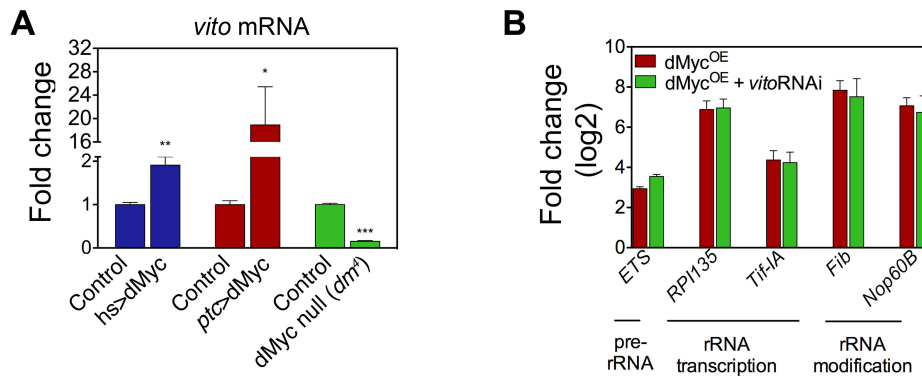 A
vito mRNA
Fold change
32
28
24
20
16
2
1
0
**
*
***
Control
hs>dMyc
Control
ptc>dMyc
Control
dMyc null (dm⁴)
B
dMycOE
dMycOE + vitoRNAi
Fold change
(log2)
10
8
6
4
2
0
ETS
RPI135
Tif-IA
Fib
Nop60B
pre-
rRNA
rRNA
transcription
rRNA
modification